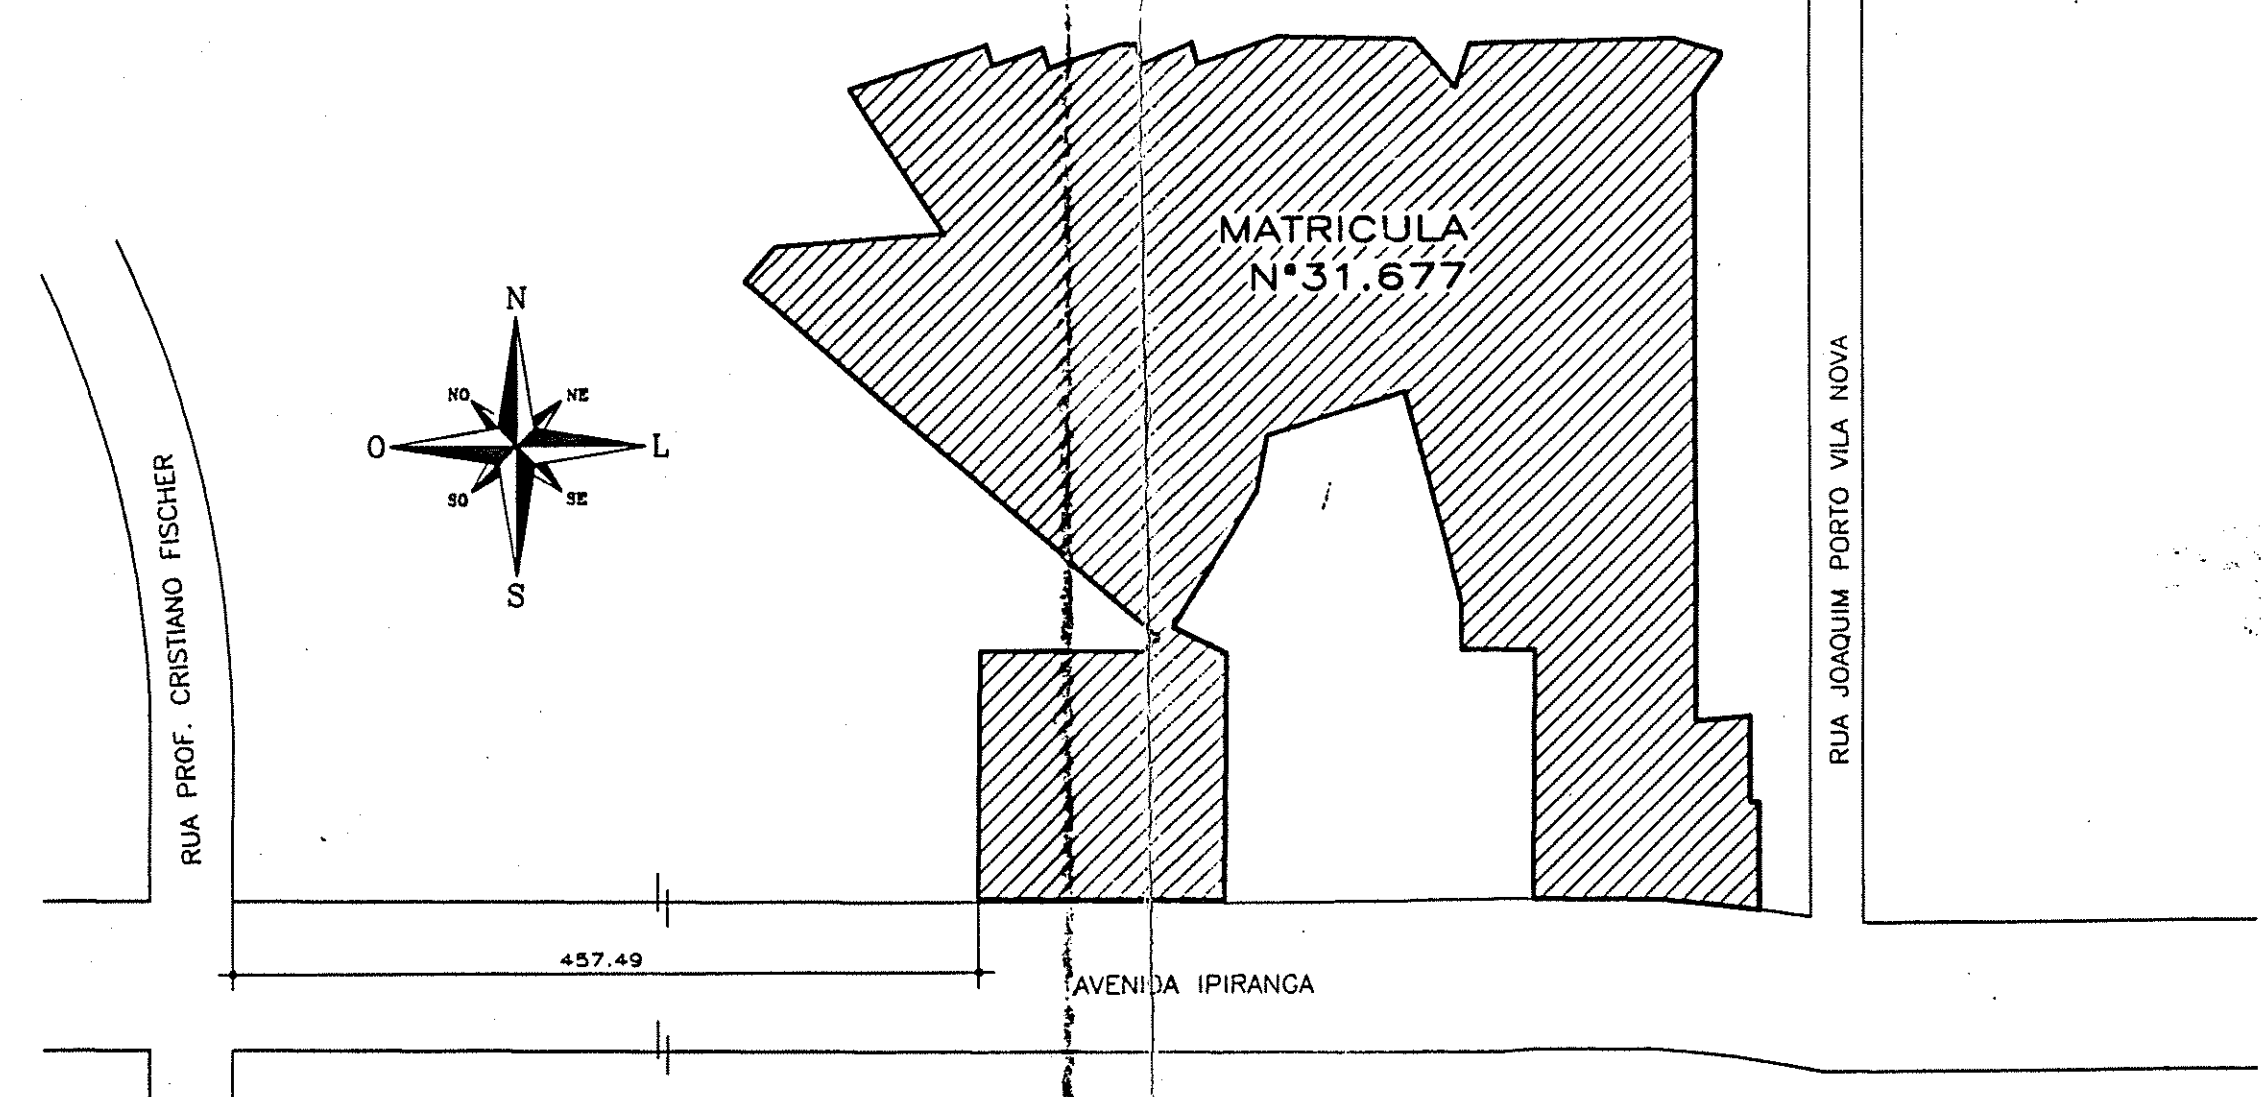 MATRICULA
N°31.677
N
NO
NE
O
L
SO
SE
S
RUA PROF. CRISTIANO FISCHER
RUA JOAQUIM PORTO VILA NOVA
457.49
AVENIDA IPIRANGA